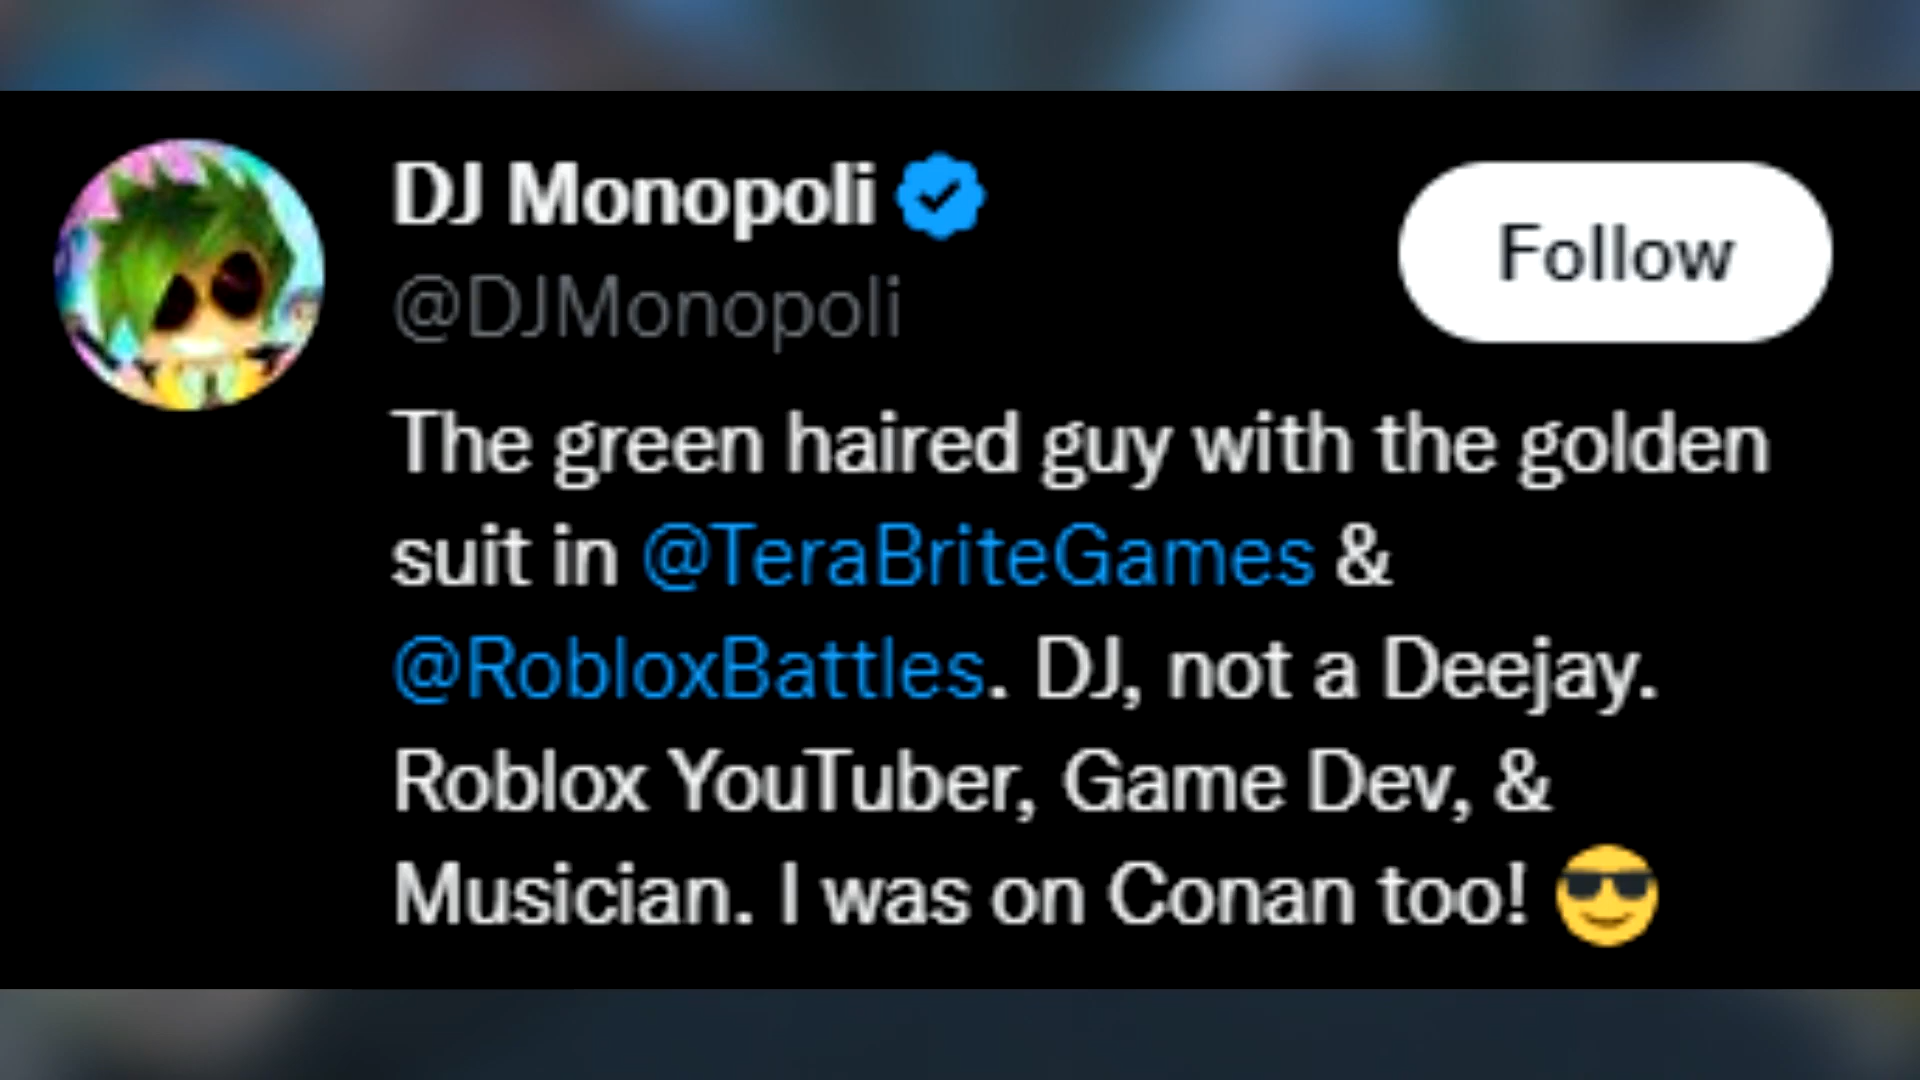 DJ Monopoli
@DJMonopoli
Follow
The green haired guy with the golden
suit in @TeraBriteGames &
@RobloxBattles. DJ, not a Deejay.
Roblox YouTuber, Game Dev, &
Musician. I was on Conan too! 😎